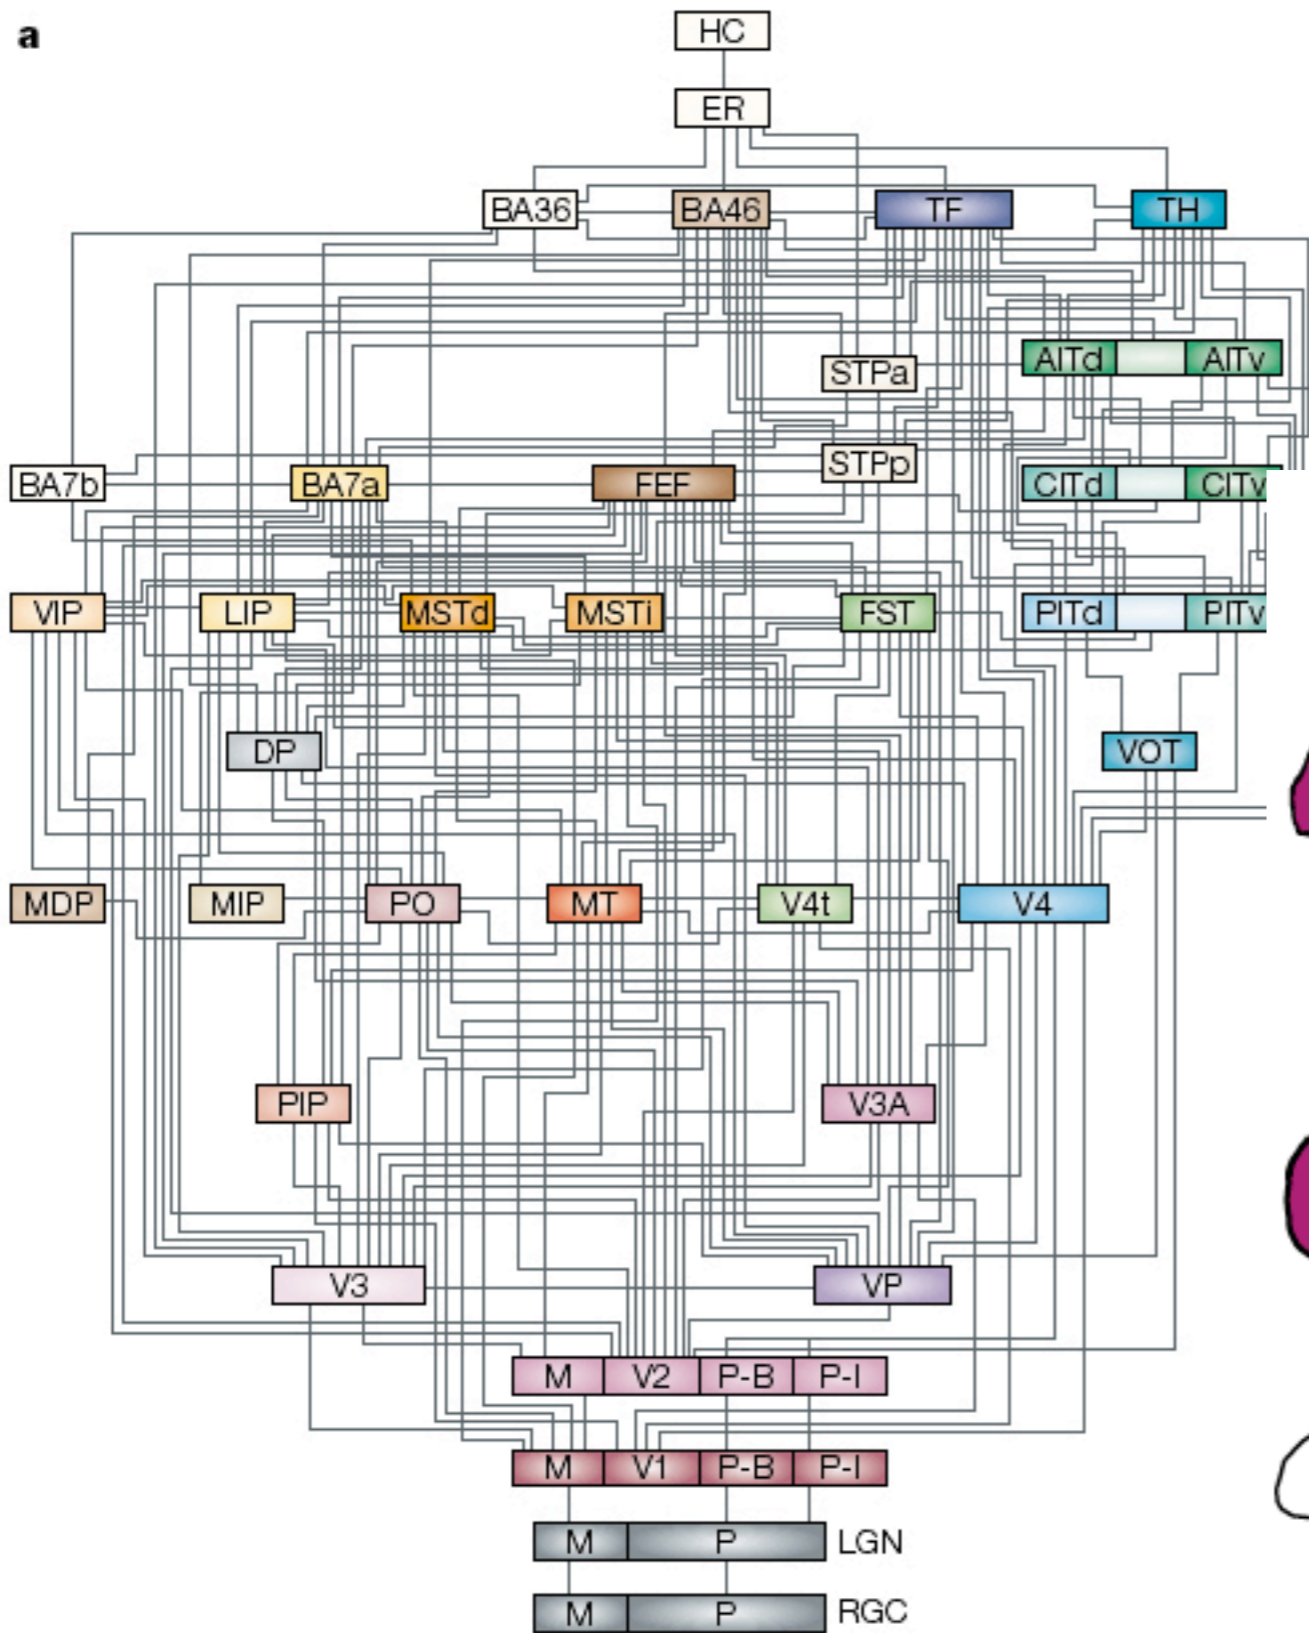 a
HC
ER
BA36 BA46 TF TH
STPa AITd AITv
STPp
BA7b BA7a FEF CITd CITv
VIP LIP MSTd MSTi FST PITd PITv
DP VOT
MDP MIP PO MT V4t V4
PIP V3A
V3 VP
M V2 P-B P-I
M V1 P-B P-I
M P LGN
M P RGC